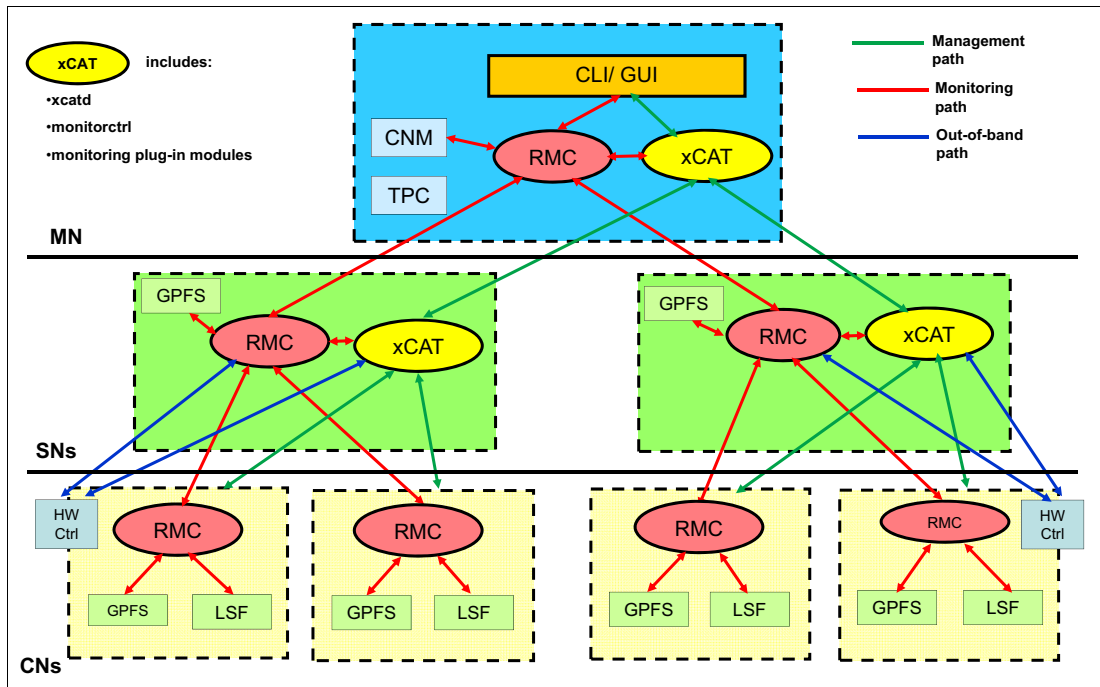 xCAT
includes:
•xcatd
•monitorctrl
•monitoring plug-in modules
CLI/ GUI
CNM
RMC
xCAT
TPC
Management
path
Monitoring
path
Out-of-band
path
MN
GPFS
RMC
xCAT
GPFS
RMC
xCAT
SNs
HW
Ctrl
RMC
GPFS
LSF
RMC
GPFS
LSF
RMC
GPFS
LSF
RMC
GPFS
LSF
HW
Ctrl
CNs